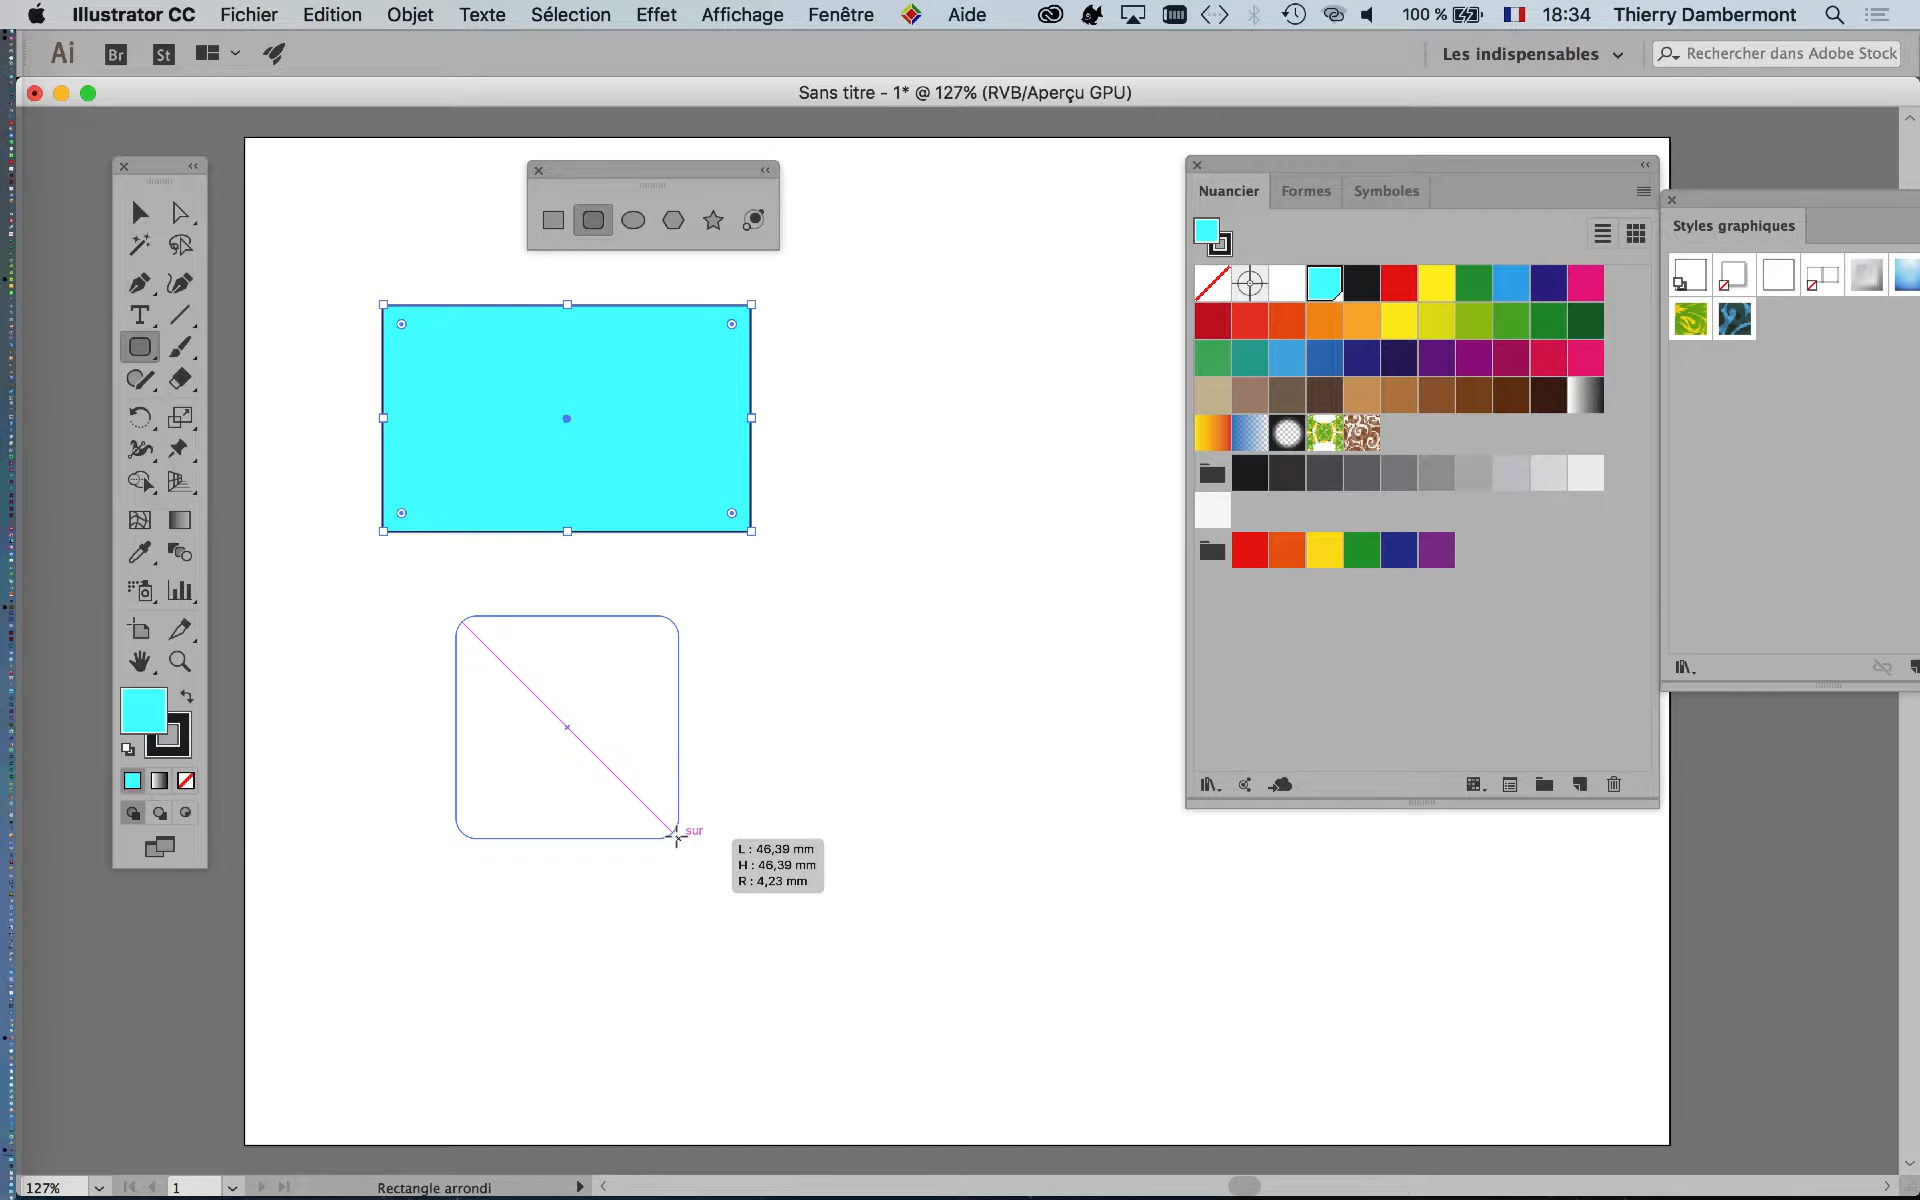 Illustrator CC Fichier Edition Objet Texte Sélection Effet Affichage Fenêtre Aide 100 % 18:34 Thierry Dambermont
Ai Br St Les indispensables Rechercher dans Adobe Stock
Sans titre - 1* @ 127% (RVB/Aperçu GPU)
Nuancier Formes Symboles
Styles graphiques
T
sur
L : 46,39 mm
H : 46,39 mm
R : 4,23 mm
127% 1 Rectangle arrondi